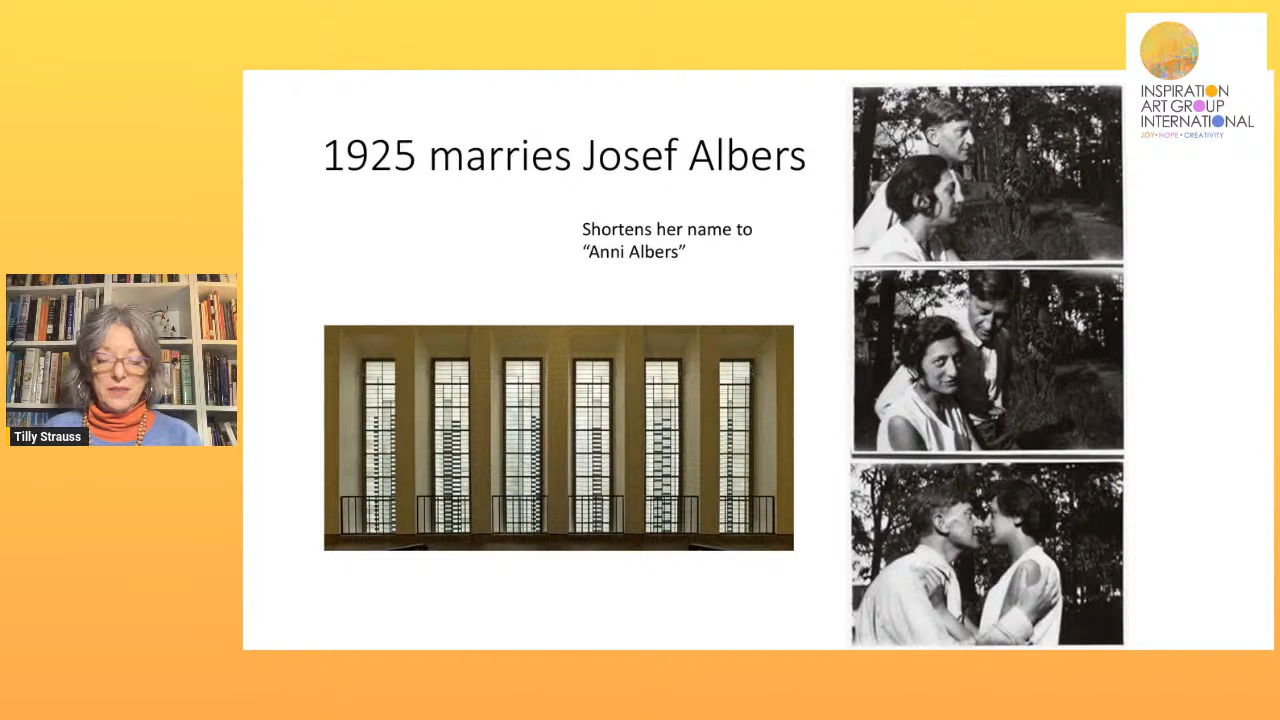 INSPIRATION
ART GROUP
INTERNATIONAL
JOY•HOPE•CREATIVITY
1925 marries Josef Albers
Shortens her name to
“Anni Albers”
Tilly Strauss